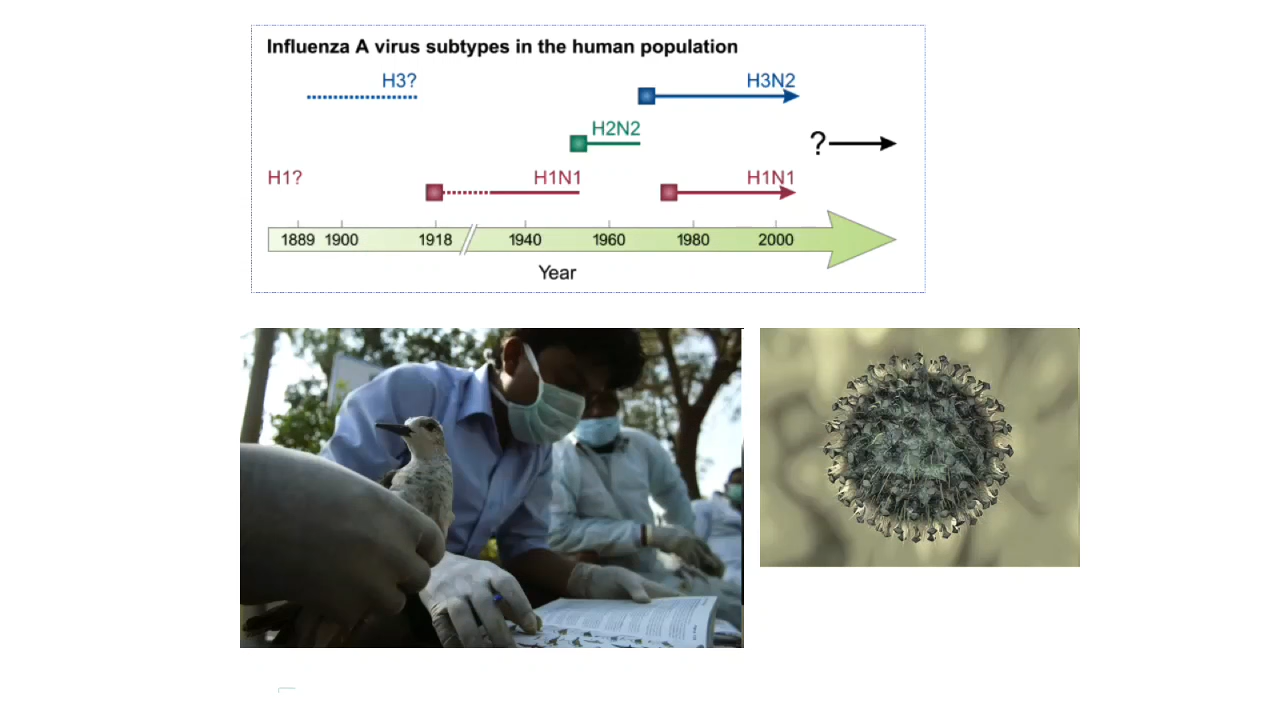 Influenza A virus subtypes in the human population
H3? H3N2
H2N2
?
H1? H1N1 H1N1
1889 1900 1918 1940 1960 1980 2000
Year